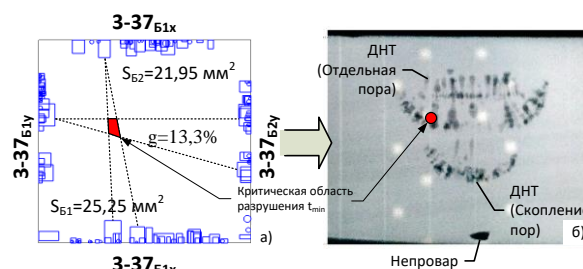 3-37Б1х
SБ2=21,95 мм²
3-37Б1у
3-37Б2у
g=13,3%
Критическая область
разрушения tmin
SБ1=25,25 мм²
а)
3-37Б1х
ДНТ
(Отдельная
пора)
ДНТ
(Скопление
пор)
б)
Непровар